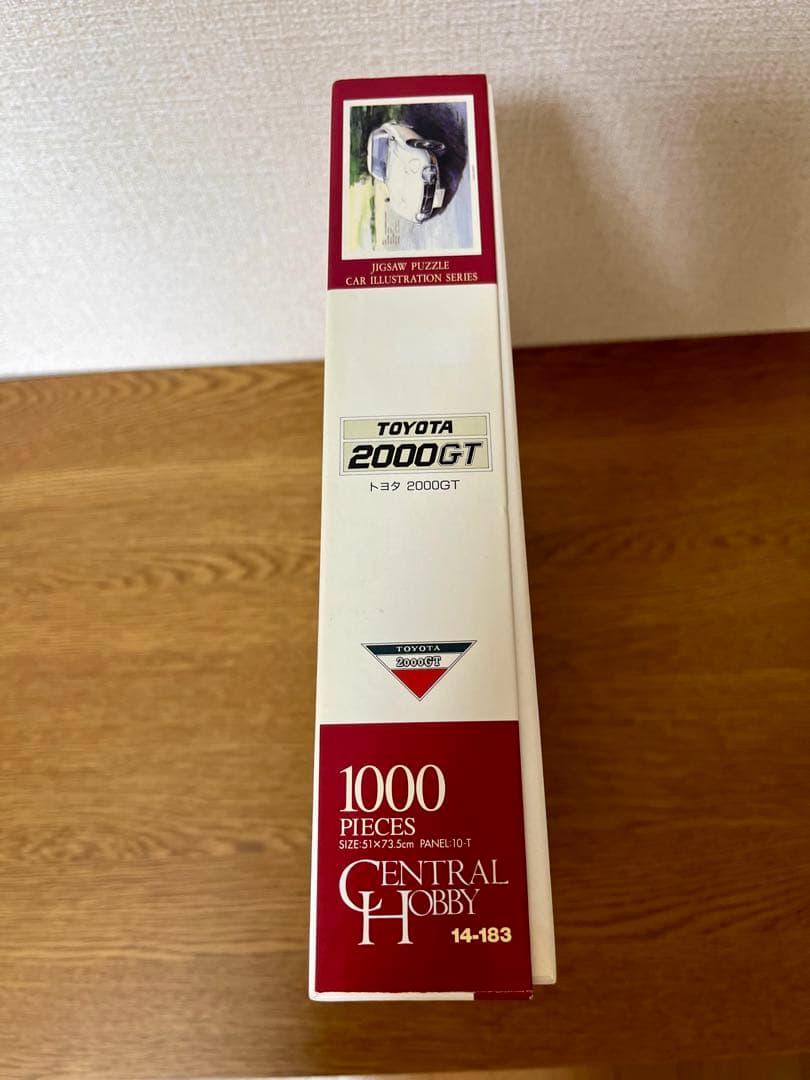 JIGSAW PUZZLE
CAR ILLUSTRATION SERIES
TOYOTA
2000GT
トヨタ 2000GT
TOYOTA
2000GT
1000
PIECES
SIZE:51×73.5cm PANEL:10-T
CENTRAL
HOBBY
14-183